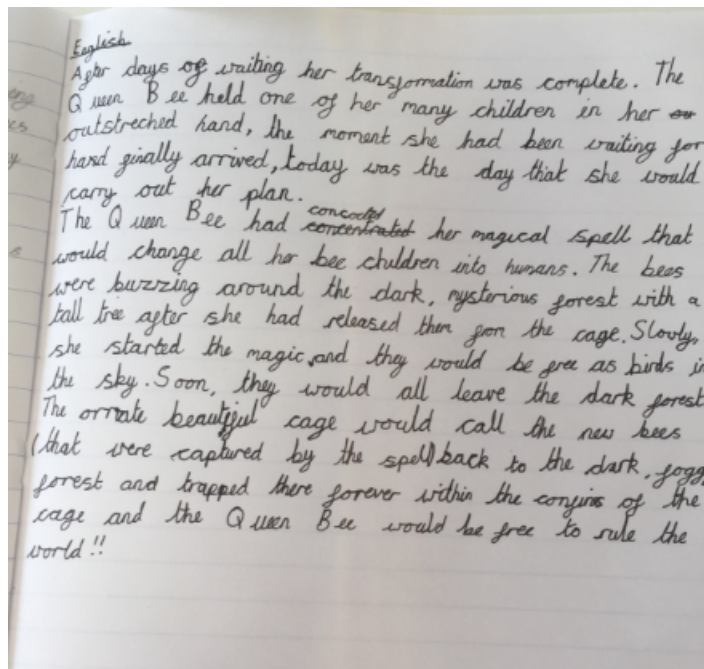 English
After days of waiting her transformation was complete. The
Queen Bee held one of her many children in her
outstreched hand, the moment she had been waiting for
hand finally arrived, today was the day that she would
carry out her plan.
The Queen Bee had concocted her magical spell that
would change all her bee children into humans. The bees
were buzzing around the dark, mysterious forest with a
tall tree after she had released them from the cage. Slowly,
she started the magic, and they would be free as birds in
the sky. Soon, they would all leave the dark forest
The ornate beautiful cage would call the new bees
(that were captured by the spell) back to the dark, foggy
forest and trapped there forever within the confines of the
cage and the Queen Bee would be free to rule the
world!!